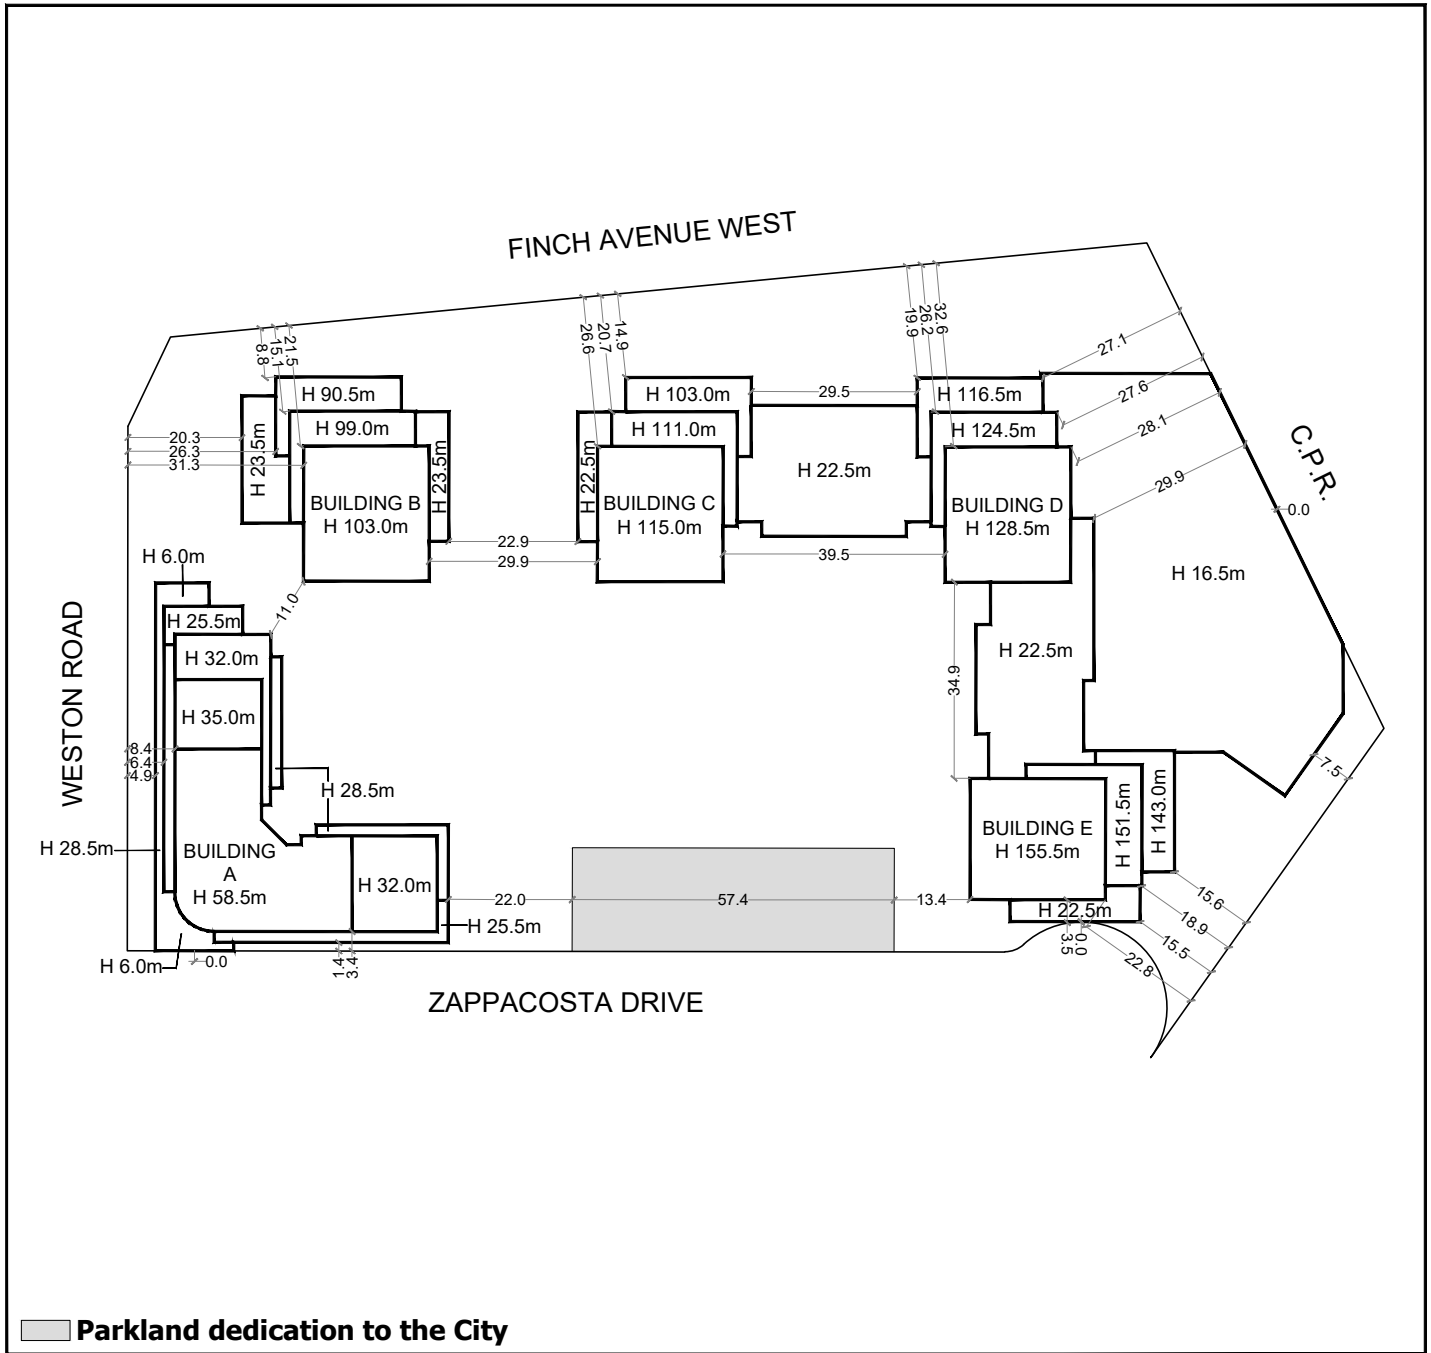 FINCH AVENUE WEST
8.8
15.1
21.5
26.6
20.7
14.9
19.9
26.2
32.6
27.1
27.6
28.1
29.9
C.P.R.
0.0
H 90.5m
H 99.0m
H 23.5m
H 23.5m
20.3
26.3
31.3
BUILDING B
H 103.0m
H 103.0m
H 111.0m
H 22.5m
BUILDING C
H 115.0m
29.5
H 22.5m
H 116.5m
H 124.5m
BUILDING D
H 128.5m
22.9
29.9
39.5
H 16.5m
H 6.0m
11.0
H 25.5m
H 32.0m
H 35.0m
WESTON ROAD
8.4
6.4
4.9
H 28.5m
H 28.5m
BUILDING
A
H 58.5m
H 32.0m
H 25.5m
H 6.0m
0.0
1.4
3.4
H 22.5m
34.9
22.0
57.4
13.4
BUILDING E
H 155.5m
H 151.5m
H 143.0m
H 22.5m
7.5
15.6
18.9
15.5
22.8
3.5
0.0
ZAPPACOSTA DRIVE
Parkland dedication to the City